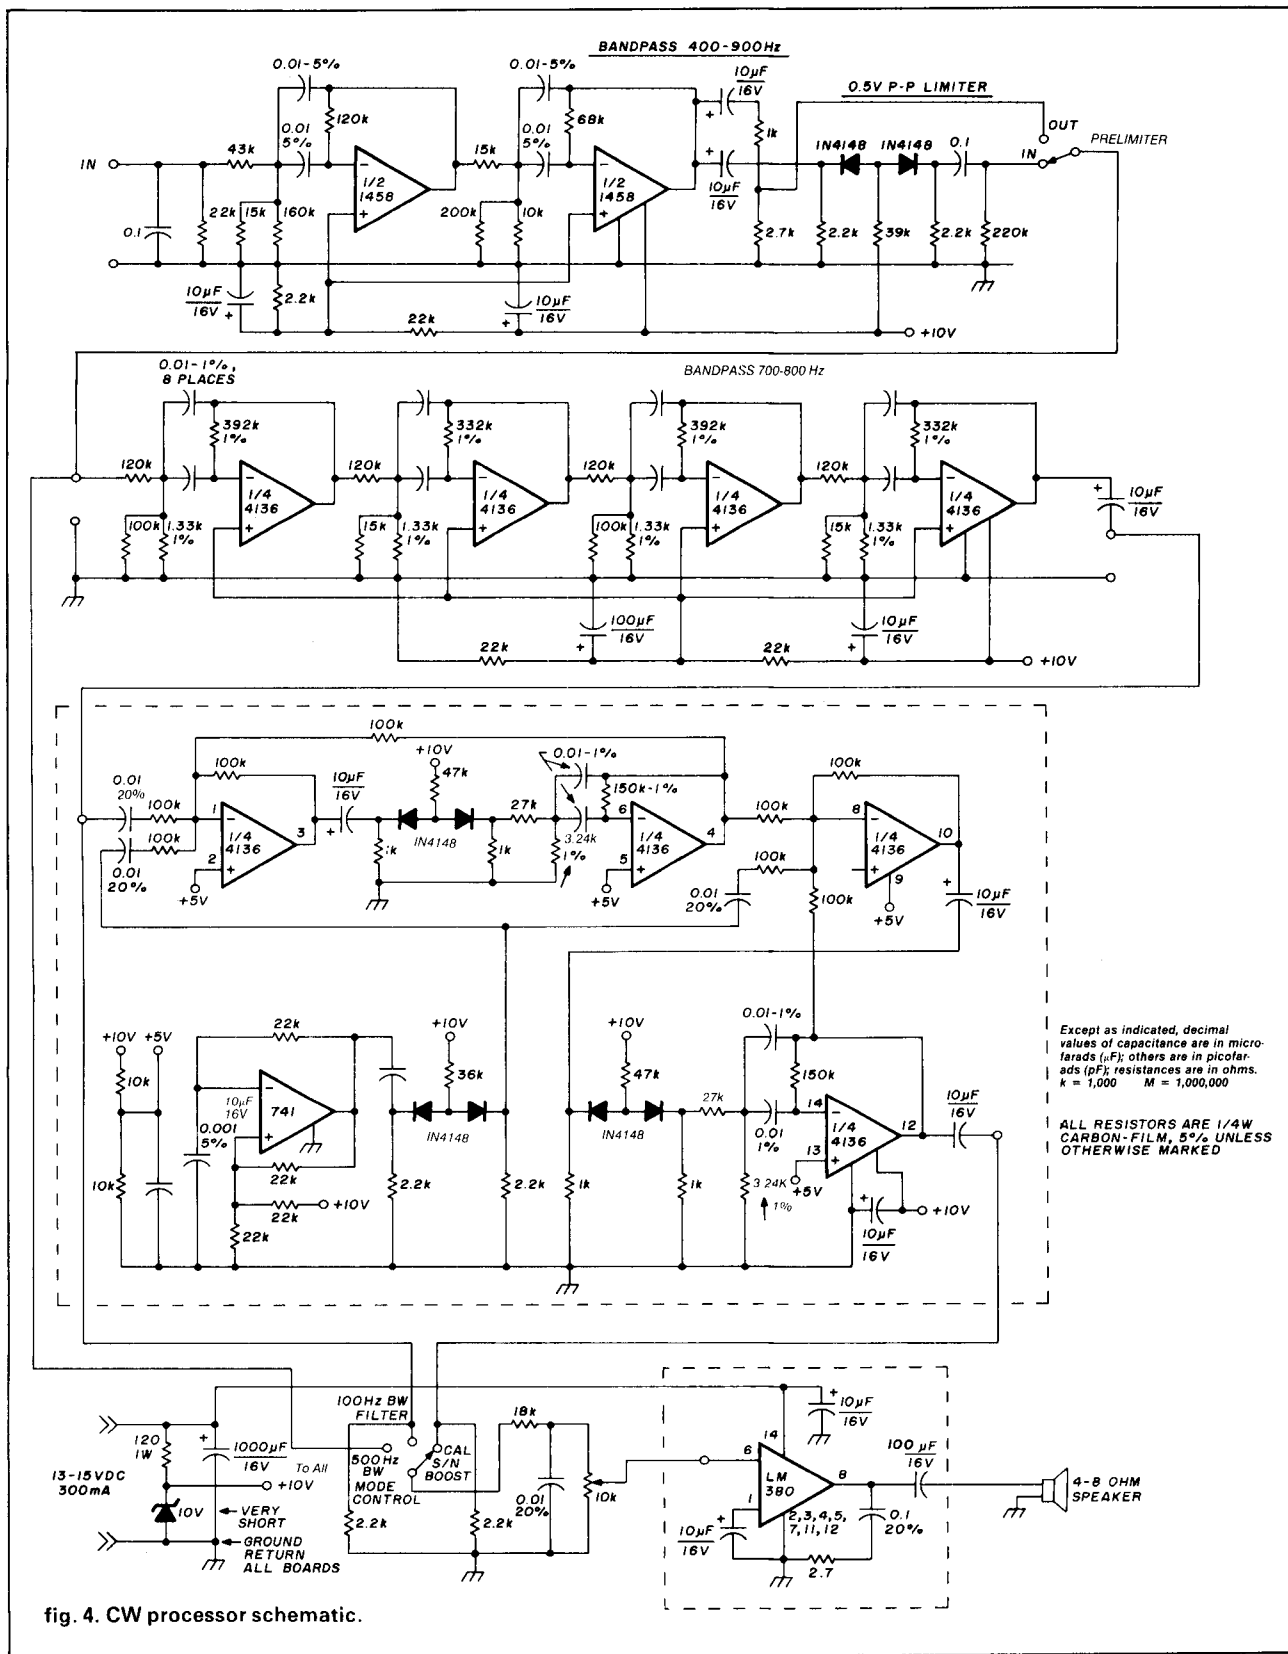 BANDPASS 400-900Hz
0.01-5%
0.01-5%
10µF
16V
0.5V P-P LIMITER
120k
68k
1k
OUT
PRELIMITER
0.01
5%
0.01
5%
1N4148
1N4148
0.1
IN
43k
15k
IN
1/2
1458
1/2
1458
10µF
16V
0.1
22k
15k
160k
200k
10k
2.7k
2.2k
39k
2.2k
220k
10µF
16V
2.2k
10µF
16V
22k
+10V
0.01-1%,
8 PLACES
BANDPASS 700-800 Hz
392k
1%
332k
1%
392k
1%
332k
1%
120k
120k
120k
120k
1/4
4136
1/4
4136
1/4
4136
1/4
4136
10µF
16V
100k
1.33k
1%
15k
1.33k
1%
100k
1.33k
1%
15k
1.33k
1%
100µF
16V
10µF
16V
22k
22k
+10V
100k
+10V
0.01-1%
100k
47k
100k
0.01
20%
100k
10µF
16V
27k
150k-1%
100k
100k
1
1/4
4136
3
2
+5V
0.01
20%
1k
IN4148
1k
3.24k
1%
6
1/4
4136
4
5
+5V
100k
0.01
20%
100k
8
1/4
4136
10
9
+5V
10µF
16V
+10V
+5V
22k
+10V
+10V
0.01-1%
10k
36k
47k
150k
10µF
16V
741
27k
14
1/4
4136
12
10µF
16V
0.001
5%
IN4148
IN4148
0.01
1%
13
+5V
10k
22k
22k
+10V
22k
2.2k
2.2k
1k
1k
3.24K
1%
+10V
10µF
16V
Except as indicated, decimal
values of capacitance are in micro-
farads (µF); others are in picofar-
ads (pF); resistances are in ohms.
k = 1,000 M = 1,000,000
ALL RESISTORS ARE 1/4W
CARBON-FILM, 5% UNLESS
OTHERWISE MARKED
100Hz BW
FILTER
18k
10µF
16V
14
120
1W
1000µF
16V
To All
500Hz
BW
MODE
CONTROL
CAL
S/N
BOOST
6
LM
380
8
100µF
16V
13-15VDC
300mA
+10V
10V
VERY
SHORT
GROUND
RETURN
ALL BOARDS
2.2k
2.2k
0.01
20%
10k
1
2,3,4,5,
7,11,12
10µF
16V
0.1
20%
2.7
4-8 OHM
SPEAKER
fig. 4. CW processor schematic.